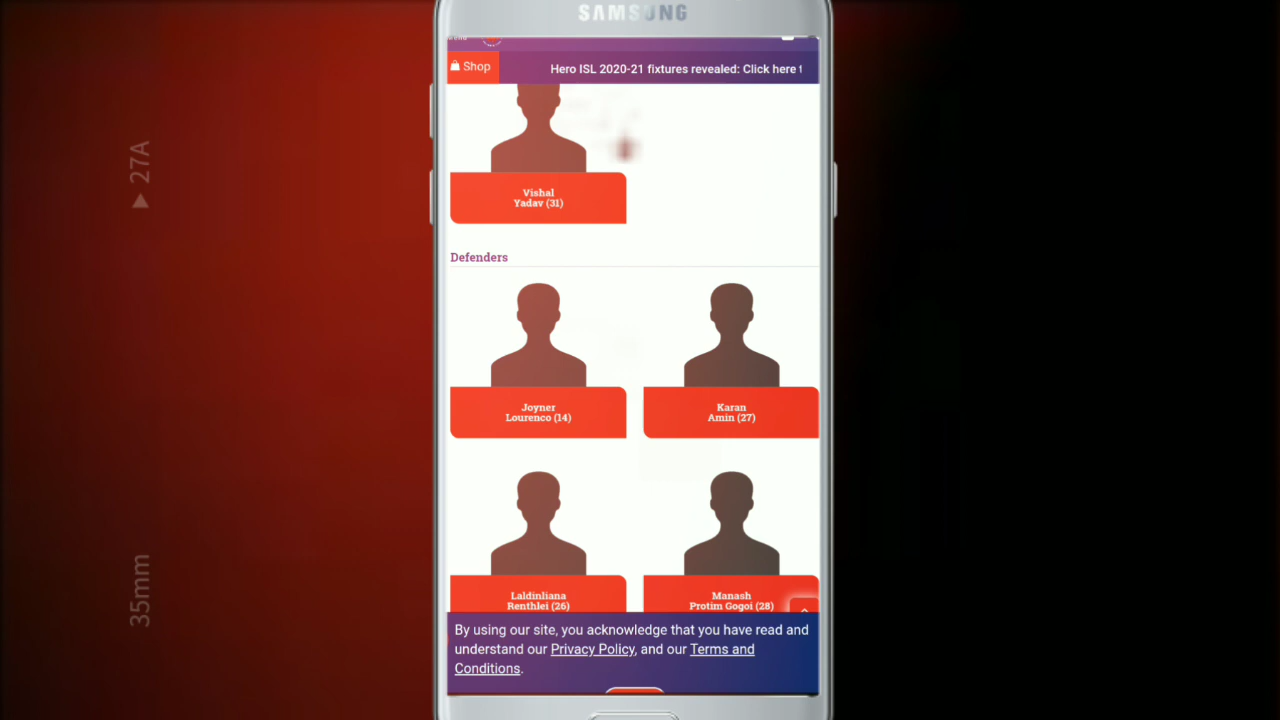 SAMSUNG
Shop
Hero ISL 2020-21 fixtures revealed: Click here
Vishal
Yadav (31)
Defenders
Joyner
Lourenco (14)
Karan
Amin (27)
Laldinliana
Renthlei (26)
Manash
Protim Gogoi (28)
By using our site, you acknowledge that you have read and
understand our Privacy Policy, and our Terms and
Conditions.
▶ 27A
35mm